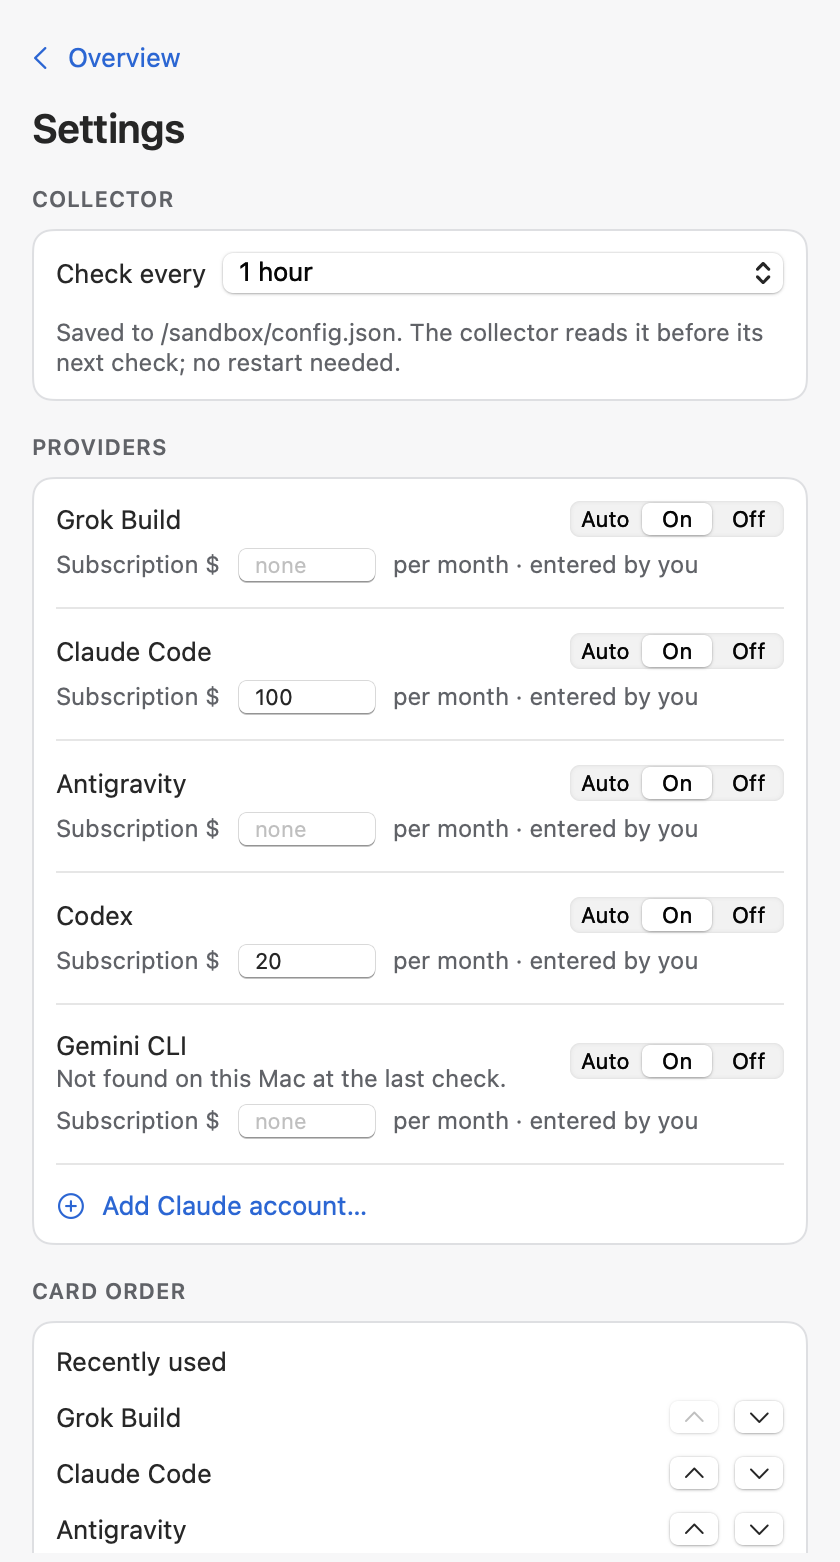 Overview
Settings
COLLECTOR
Check every 1 hour
Saved to /sandbox/config.json. The collector reads it before its
next check; no restart needed.
PROVIDERS
Grok Build Auto On Off
Subscription $ none per month · entered by you
Claude Code Auto On Off
Subscription $ 100 per month · entered by you
Antigravity Auto On Off
Subscription $ none per month · entered by you
Codex Auto On Off
Subscription $ 20 per month · entered by you
Gemini CLI Auto On Off
Not found on this Mac at the last check.
Subscription $ none per month · entered by you
Add Claude account…
CARD ORDER
Recently used
Grok Build
Claude Code
Antigravity